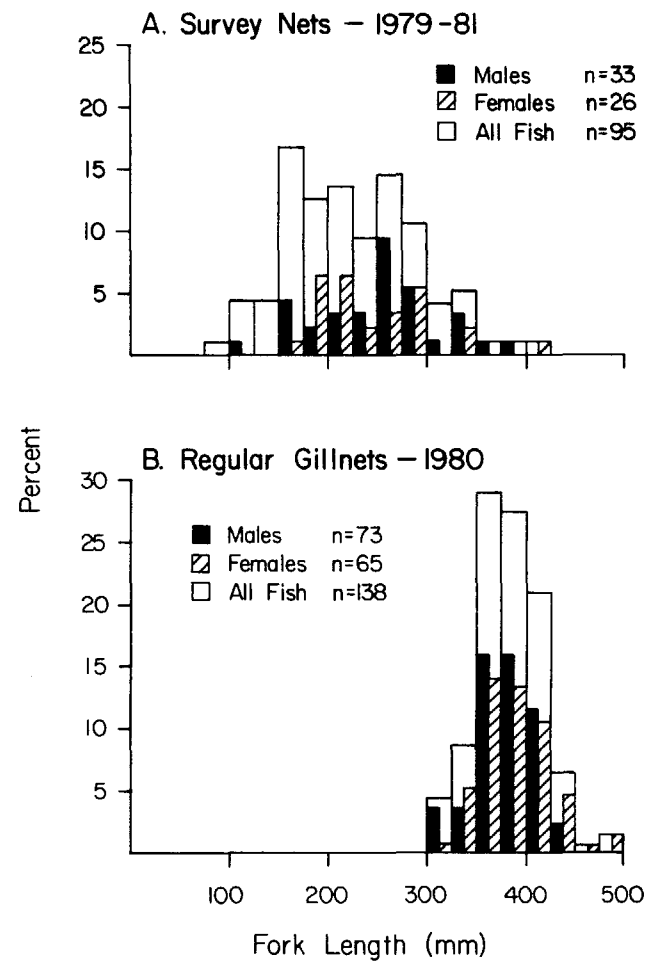 A. Survey Nets – 1979-81
25
20
15
10
5
Males n=33
Females n=26
All Fish n=95
Percent
B. Regular Gillnets – 1980
30
25
20
15
10
5
Males n=73
Females n=65
All Fish n=138
100 200 300 400 500
Fork Length (mm)